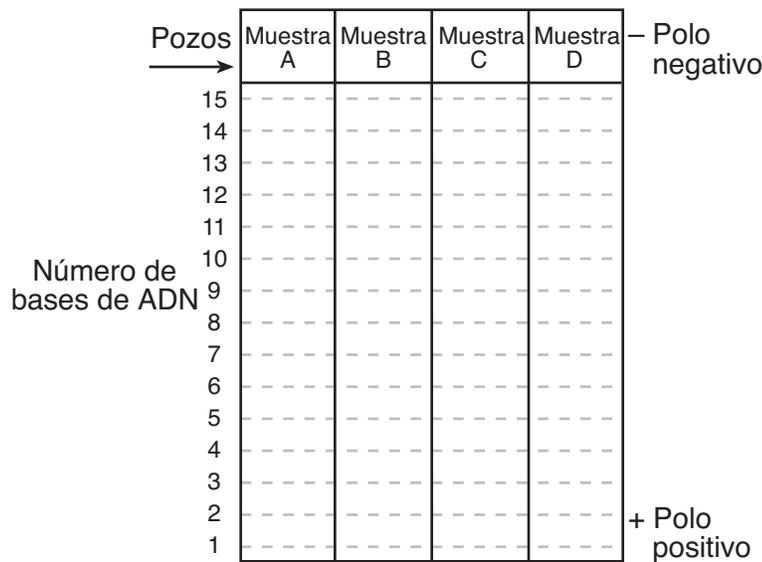 Pozos
Muestra A
Muestra B
Muestra C
Muestra D
– Polo negativo
15
14
13
12
11
10
9
8
7
6
5
4
3
2
1
Número de
bases de ADN
+ Polo
positivo